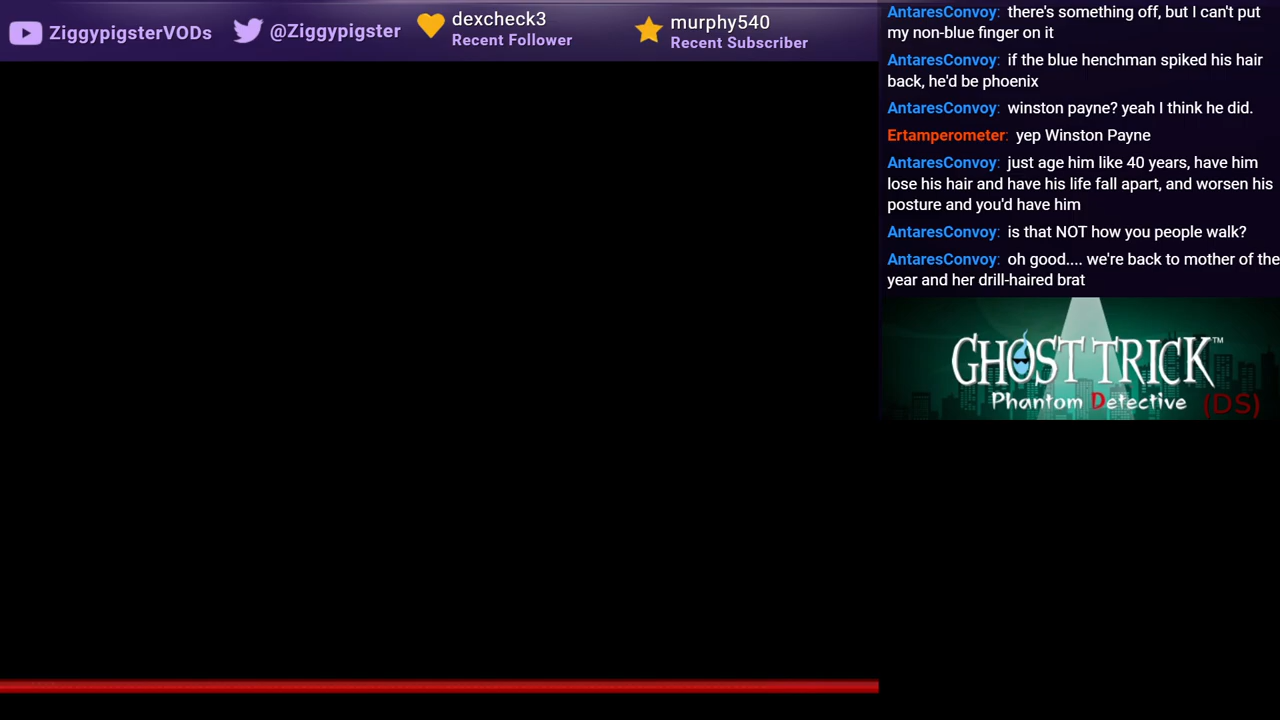 ZiggypigsterVODs
@Ziggypigster
dexcheck3
Recent Follower
murphy540
Recent Subscriber
AntaresConvoy: there's something off, but I can't put
my non-blue finger on it
AntaresConvoy: if the blue henchman spiked his hair
back, he'd be phoenix
AntaresConvoy: winston payne? yeah I think he did.
Ertamperometer: yep Winston Payne
AntaresConvoy: just age him like 40 years, have him
lose his hair and have his life fall apart, and worsen his
posture and you'd have him
AntaresConvoy: is that NOT how you people walk?
AntaresConvoy: oh good.... we're back to mother of the
year and her drill-haired brat
GHOST TRICK™
Phantom Detective (DS)